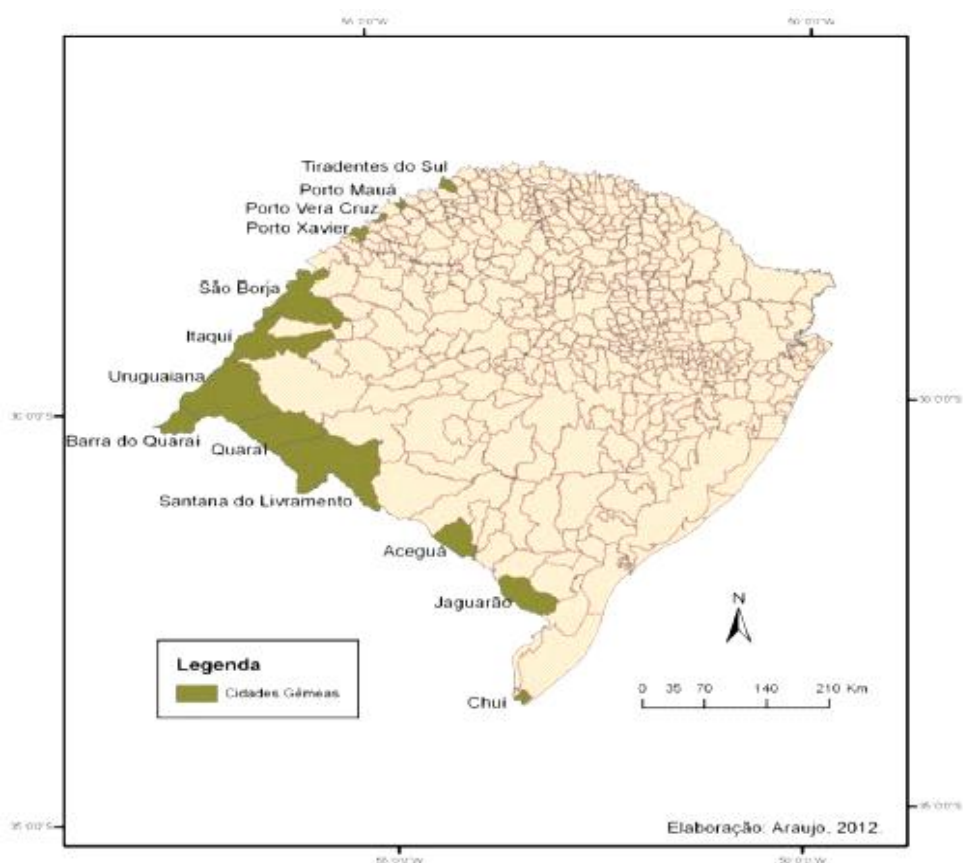 Tiradentes do Sul
Porto Mauá
Porto Vera Cruz
Porto Xavier
São Borja
Itaqui
Uruguaiana
Barra do Quaraí
Quaraí
Santana do Livramento
Aceguá
Jaguarão
Chuí
N
Legenda
Cidades Gêmeas
0 35 70 140 210 Km
Elaboração: Araujo, 2012.